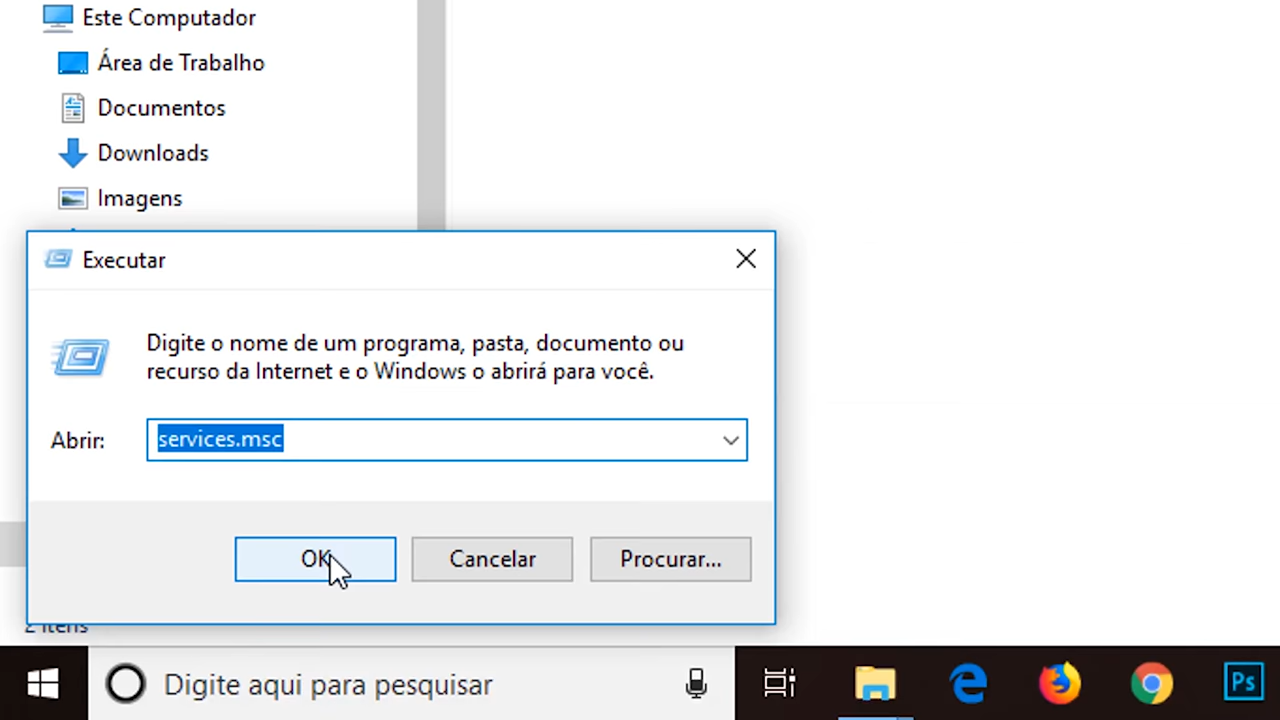 Este Computador
Área de Trabalho
Documentos
Downloads
Imagens
Executar
Digite o nome de um programa, pasta, documento ou
recurso da Internet e o Windows o abrirá para você.
Abrir:
services.msc
OK
Cancelar
Procurar...
2 itens
Digite aqui para pesquisar
Ps